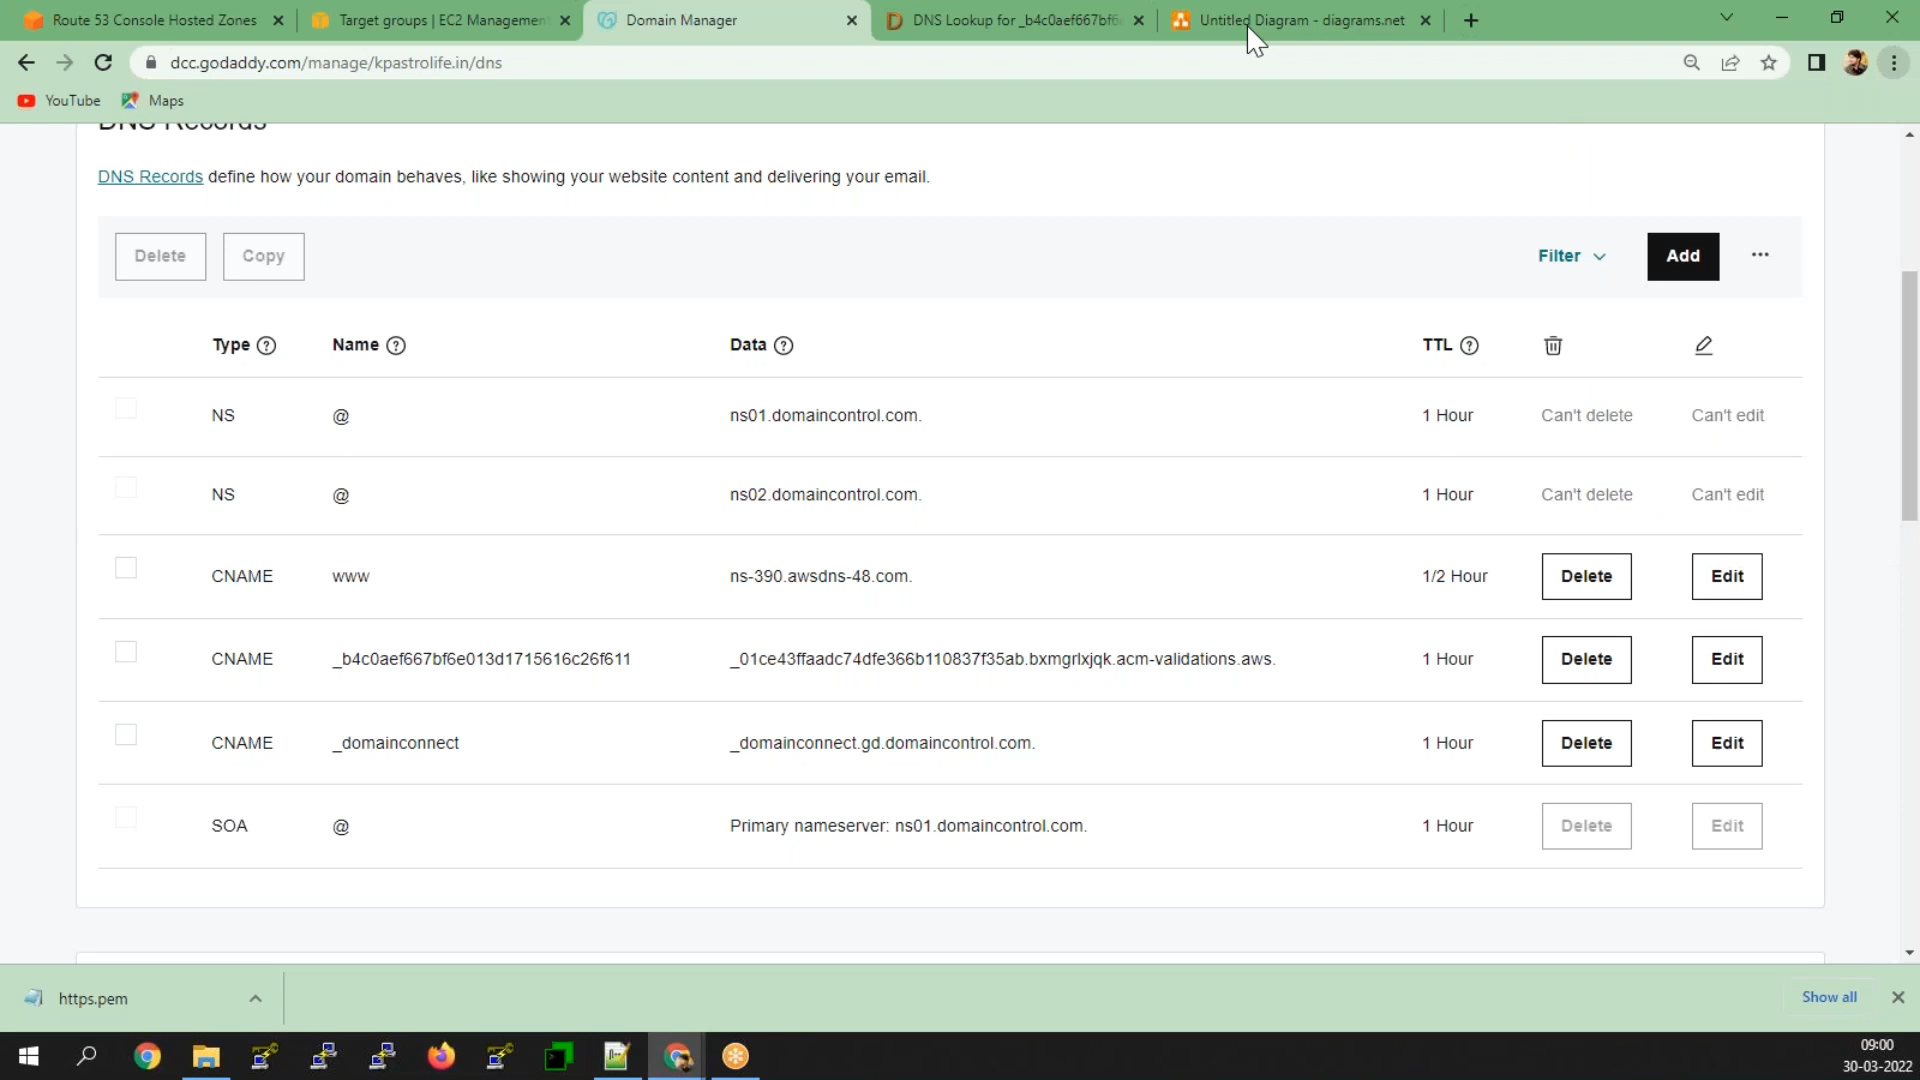 Route 53 Console Hosted Zones
Target groups | EC2 Management
Domain Manager
DNS Lookup for _b4c0aef667bf6
Untitled Diagram - diagrams.net
dcc.godaddy.com/manage/kpastrolife.in/dns
YouTube
Maps
DNS Records
DNS Records define how your domain behaves, like showing your website content and delivering your email.
Delete
Copy
Filter
Add
Type
Name
Data
TTL
NS
@
ns01.domaincontrol.com.
1 Hour
Can't delete
Can't edit
NS
@
ns02.domaincontrol.com.
1 Hour
Can't delete
Can't edit
CNAME
www
ns-390.awsdns-48.com.
1/2 Hour
Delete
Edit
CNAME
_b4c0aef667bf6e013d1715616c26f611
_01ce43ffaadc74dfe366b110837f35ab.bxmgrlxjqk.acm-validations.aws.
1 Hour
Delete
Edit
CNAME
_domainconnect
_domainconnect.gd.domaincontrol.com.
1 Hour
Delete
Edit
SOA
@
Primary nameserver: ns01.domaincontrol.com.
1 Hour
Delete
Edit
https.pem
Show all
09:00
30-03-2022